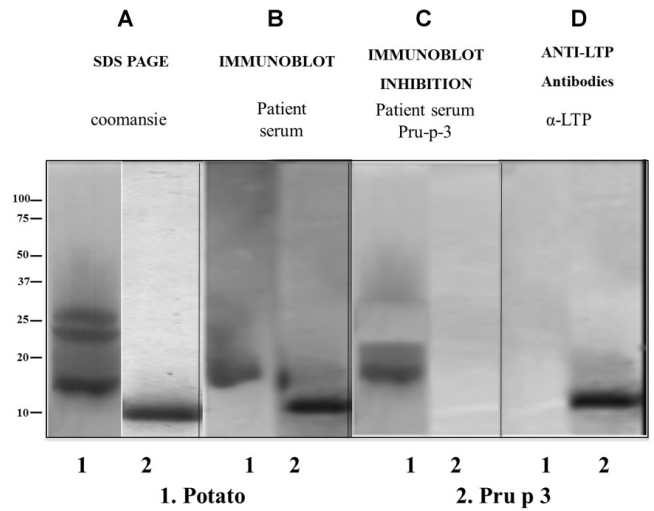 A B C D
SDS PAGE
IMMUNOBLOT
IMMUNOBLOT
INHIBITION
ANTI-LTP
Antibodies
coomansie
Patient
serum
Patient serum
Pru-p-3
α-LTP
100
75
50
37
25
20
10
1 2 1 2 1 2 1 2
1. Potato 2. Pru p 3